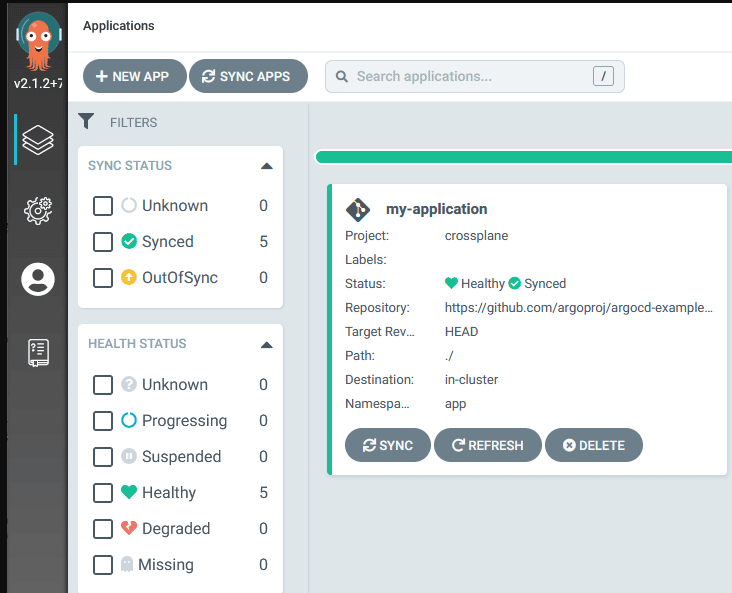 Applications
v2.1.2+7
NEW APP
SYNC APPS
Search applications...
/
FILTERS
SYNC STATUS
Unknown 0
Synced 5
OutOfSync 0
HEALTH STATUS
Unknown 0
Progressing 0
Suspended 0
Healthy 5
Degraded 0
Missing 0
my-application
Project: crossplane
Labels:
Status: Healthy Synced
Repository: https://github.com/argoproj/argocd-example...
Target Rev... HEAD
Path: ./
Destination: in-cluster
Namespa... app
SYNC
REFRESH
DELETE